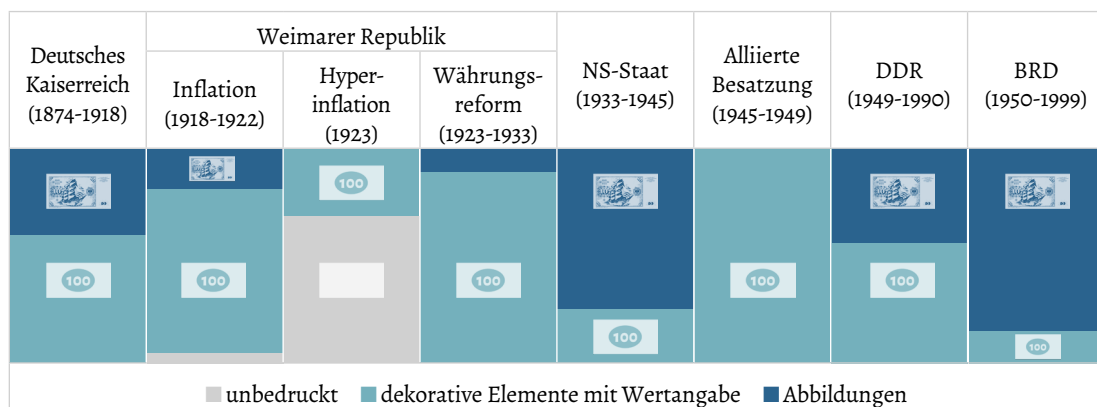 Deutsches
Kaiserreich
(1874-1918)
Weimarer Republik
Inflation
(1918-1922)
Hyper-
inflation
(1923)
Währungs-
reform
(1923-1933)
NS-Staat
(1933-1945)
Alliierte
Besatzung
(1945-1949)
DDR
(1949-1990)
BRD
(1950-1999)
100
100
100
100
100
100
100
100
unbedruckt
dekorative Elemente mit Wertangabe
Abbildungen